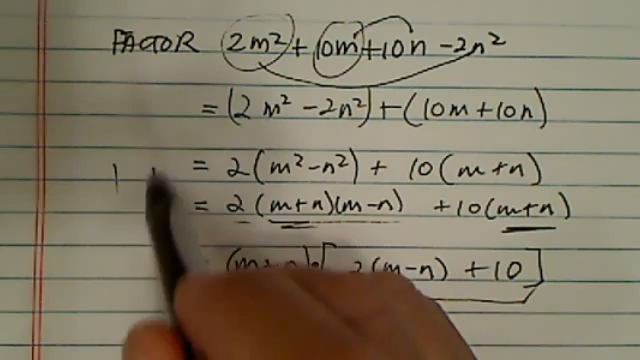 FACTOR 2m² + 10m + 10n - 2n²
= (2m² - 2n²) + (10m + 10n)
= 2(m² - n²) + 10(m + n)
= 2(m+n)(m-n) + 10(m+n)
2(m-n) + 10]